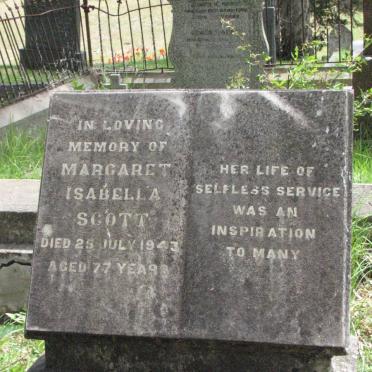 IN LOVING
MEMORY OF
MARGARET
ISABELLA
SCOTT
DIED 25 JULY 1943
AGED 77 YEARS
HER LIFE OF
SELFLESS SERVICE
WAS AN
INSPIRATION
TO MANY